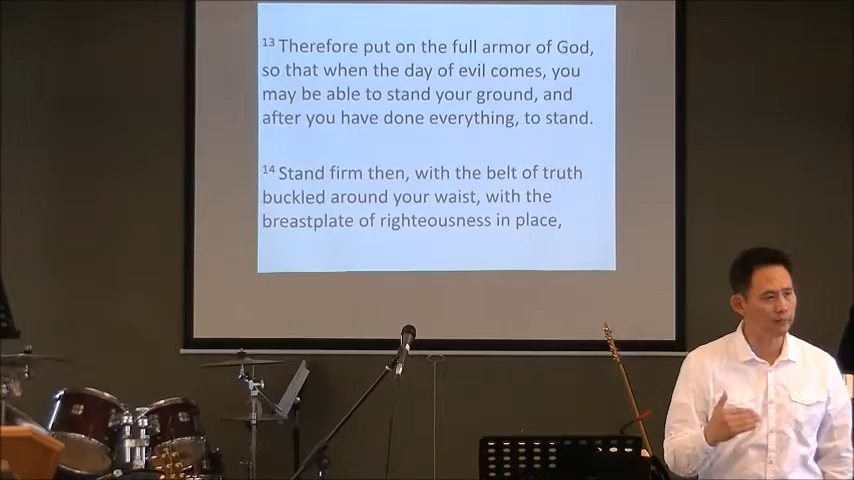 13 Therefore put on the full armor of God,
so that when the day of evil comes, you
may be able to stand your ground, and
after you have done everything, to stand.
14 Stand firm then, with the belt of truth
buckled around your waist, with the
breastplate of righteousness in place,